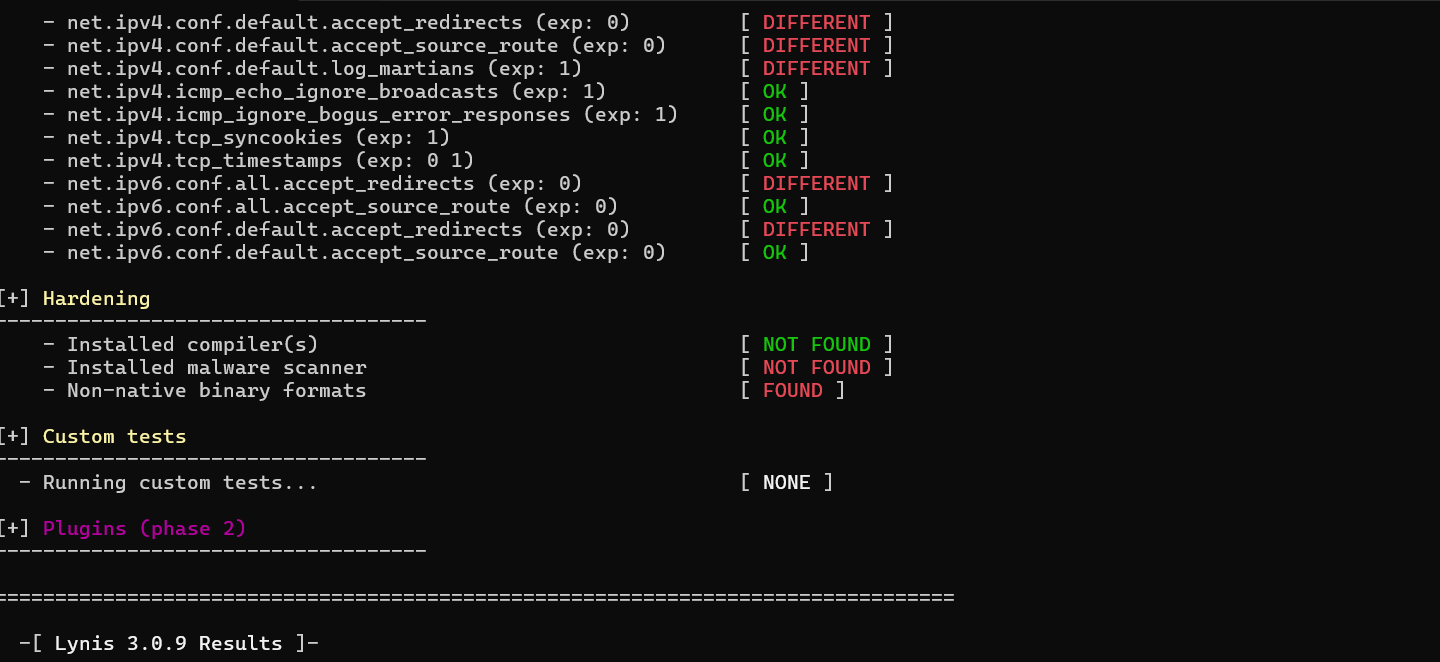 - net.ipv4.conf.default.accept_redirects (exp: 0) [ DIFFERENT ]
- net.ipv4.conf.default.accept_source_route (exp: 0) [ DIFFERENT ]
- net.ipv4.conf.default.log_martians (exp: 1) [ DIFFERENT ]
- net.ipv4.icmp_echo_ignore_broadcasts (exp: 1) [ OK ]
- net.ipv4.icmp_ignore_bogus_error_responses (exp: 1) [ OK ]
- net.ipv4.tcp_syncookies (exp: 1) [ OK ]
- net.ipv4.tcp_timestamps (exp: 0 1) [ OK ]
- net.ipv6.conf.all.accept_redirects (exp: 0) [ DIFFERENT ]
- net.ipv6.conf.all.accept_source_route (exp: 0) [ OK ]
- net.ipv6.conf.default.accept_redirects (exp: 0) [ DIFFERENT ]
- net.ipv6.conf.default.accept_source_route (exp: 0) [ OK ]
[+] Hardening
------------------------------------
- Installed compiler(s) [ NOT FOUND ]
- Installed malware scanner [ NOT FOUND ]
- Non-native binary formats [ FOUND ]
[+] Custom tests
------------------------------------
- Running custom tests... [ NONE ]
[+] Plugins (phase 2)
------------------------------------
================================================================================
-[ Lynis 3.0.9 Results ]-